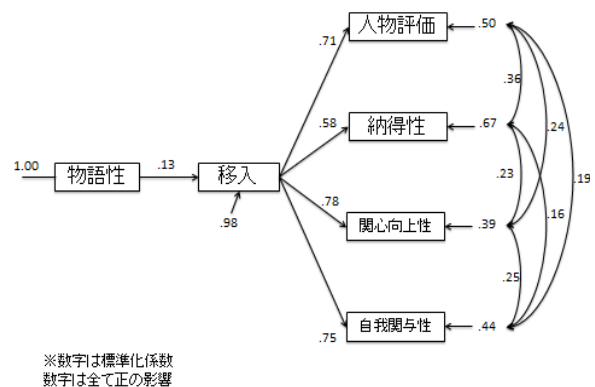 人物評価
.50
.71
.36
.58
納得性
.67
.24
1.00
物語性
.13
移入
.23
.19
.78
.16
.98
関心向上性
.39
.25
.75
自我関与性
.44
※数字は標準化係数
数字は全て正の影響